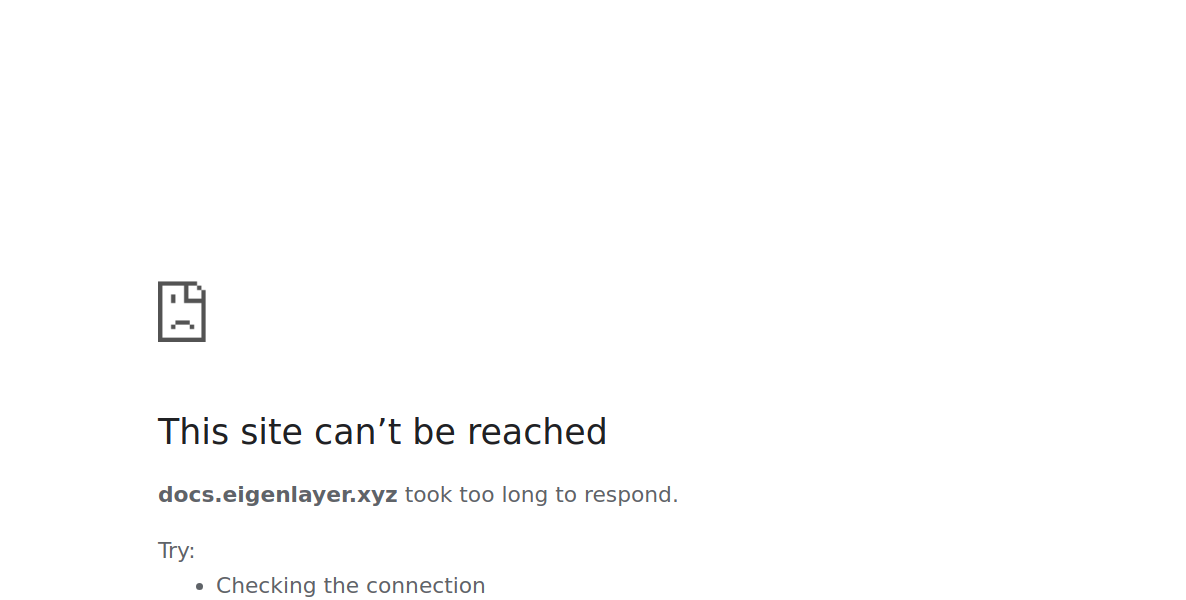 This site can’t be reached
docs.eigenlayer.xyz took too long to respond.
Try:
Checking the connection